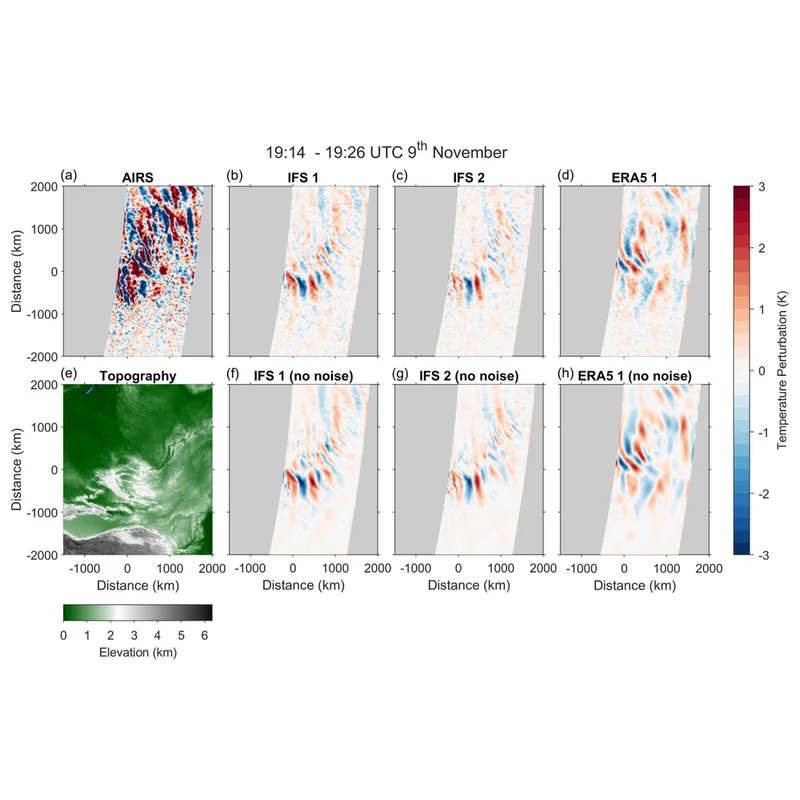 19:14 - 19:26 UTC 9th November
(a) AIRS
(b) IFS 1
(c) IFS 2
(d) ERA5 1
2000
1000
0
-1000
-2000
Distance (km)
(e) Topography
(f) IFS 1 (no noise)
(g) IFS 2 (no noise)
(h) ERA5 1 (no noise)
2000
1000
0
-1000
-2000
Distance (km)
-1000 0 1000 2000
Distance (km)
-1000 0 1000 2000
Distance (km)
-1000 0 1000 2000
Distance (km)
-1000 0 1000 2000
Distance (km)
3
2
1
0
-1
-2
-3
Temperature Perturbation (K)
0 1 2 3 4 5 6
Elevation (km)